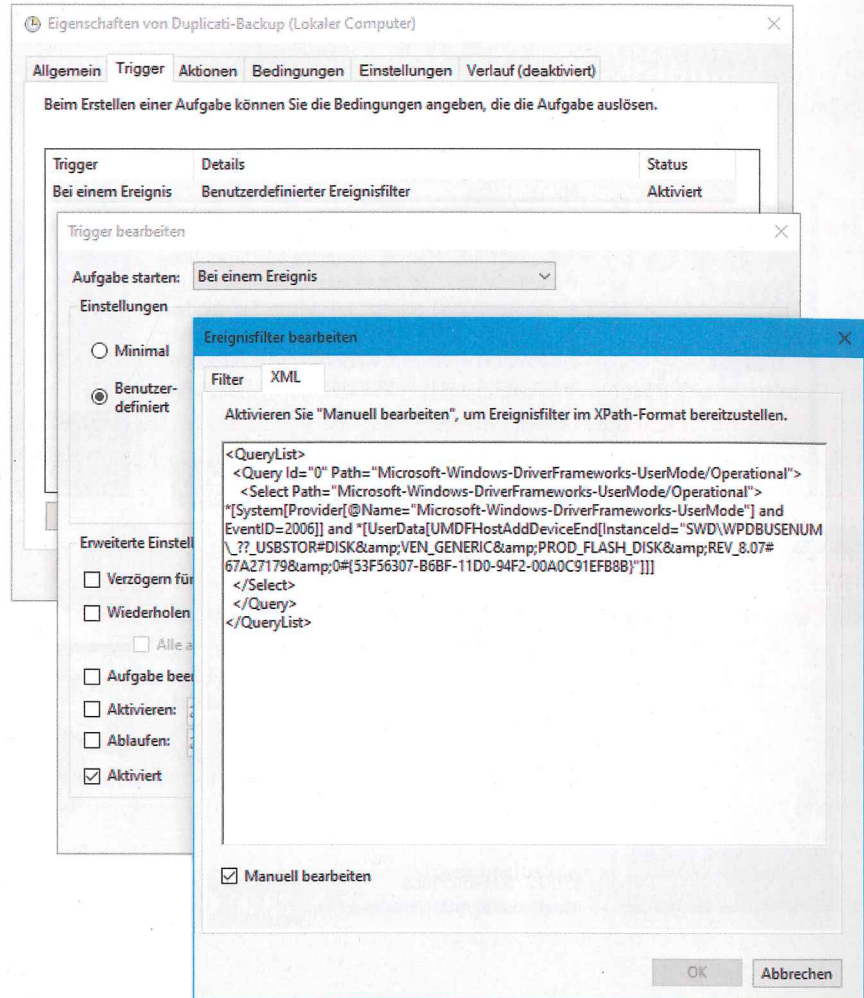 Eigenschaften von Duplicati-Backup (Lokaler Computer)
Allgemein Trigger Aktionen Bedingungen Einstellungen Verlauf (deaktiviert)
Beim Erstellen einer Aufgabe können Sie die Bedingungen angeben, die die Aufgabe auslösen.
Trigger Details Status
Bei einem Ereignis Benutzerdefinierter Ereignisfilter Aktiviert
Trigger bearbeiten
Aufgabe starten: Bei einem Ereignis
Einstellungen
Minimal
Benutzer-
definiert
Erweiterte Einstell
Verzögern für
Wiederholen
Alle a
Aufgabe beer
Aktivieren:
Ablaufen:
Aktiviert
Ereignisfilter bearbeiten
Filter XML
Aktivieren Sie "Manuell bearbeiten", um Ereignisfilter im XPath-Format bereitzustellen.
<QueryList>
<Query Id="0" Path="Microsoft-Windows-DriverFrameworks-UserMode/Operational">
<Select Path="Microsoft-Windows-DriverFrameworks-UserMode/Operational">
*[System[Provider[@Name="Microsoft-Windows-DriverFrameworks-UserMode"] and
EventID=2006]] and *[UserData[UMDFHostAddDeviceEnd[InstanceId="SWD\WPDBUSENUM
\_??_USBSTOR#DISK&amp;VEN_GENERIC&amp;PROD_FLASH_DISK&amp;REV_8.07#
67A27179&amp;0#{53F56307-B6BF-11D0-94F2-00A0C91EFB8B}"]]]
</Select>
</Query>
</QueryList>
Manuell bearbeiten
OK Abbrechen